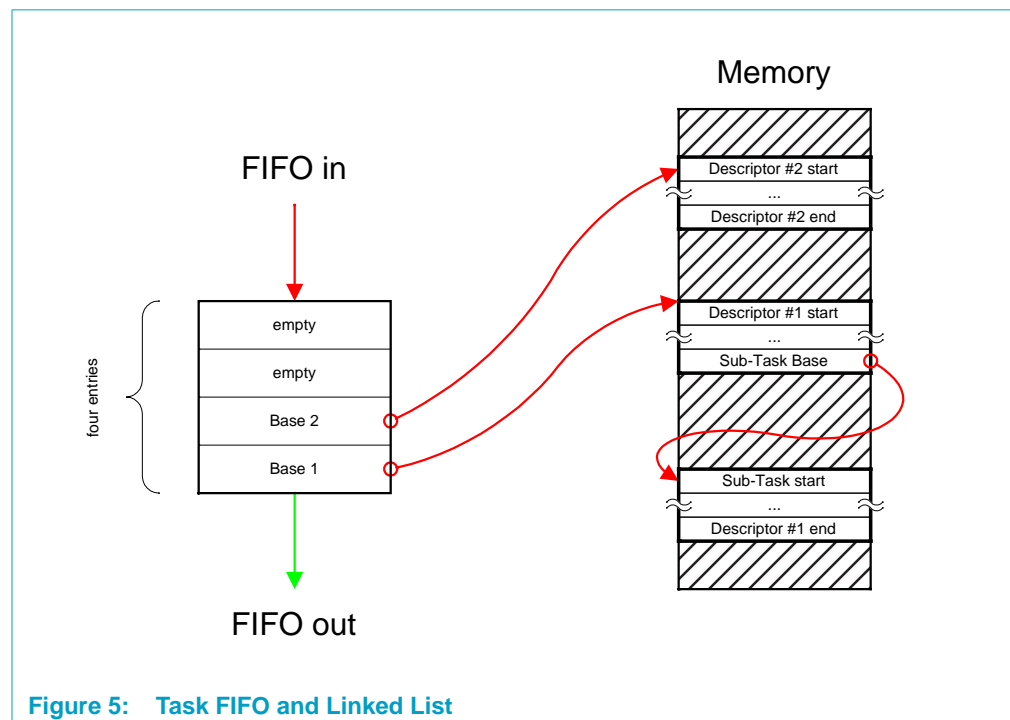 Memory
FIFO in
Descriptor #2 start
...
Descriptor #2 end
empty
empty
Base 2
Base 1
four entries
Descriptor #1 start
...
Sub-Task Base
Sub-Task start
...
Descriptor #1 end
FIFO out
Figure 5: Task FIFO and Linked List